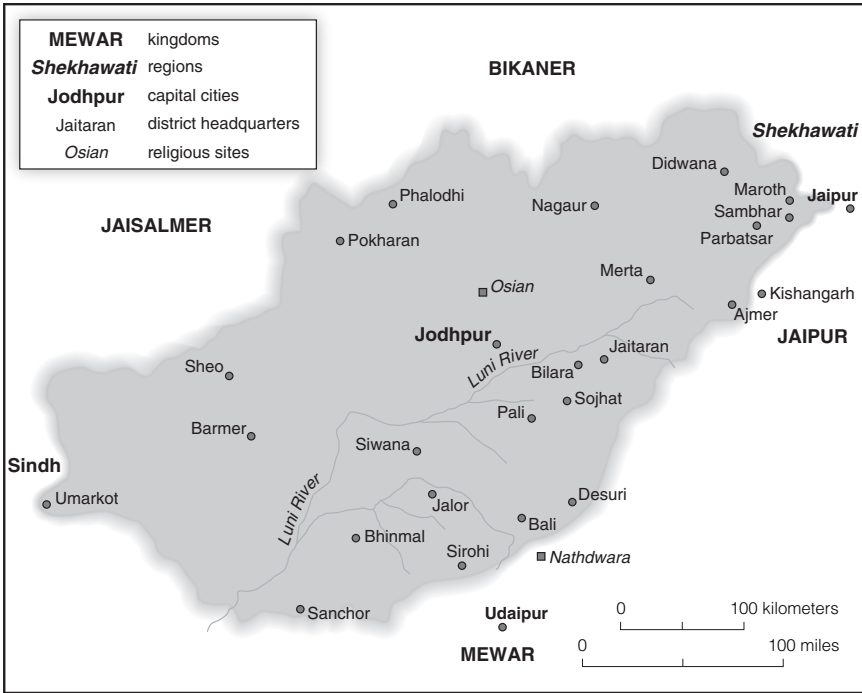 MEWAR kingdoms
Shekhawati regions
Jodhpur capital cities
Jaitaran district headquarters
Osian religious sites
BIKANER
Shekhawati
Didwana
Maroth
Jaipur
Phalodhi
Nagaur
Sambhar
JAISALMER
Parbatsar
Pokharan
Merta
Osian
Kishangarh
Ajmer
Jodhpur
JAIPUR
Luni River
Jaitaran
Bilara
Sheo
Sojhat
Pali
Barmer
Siwana
Sindh
Umarkot
Luni River
Jalor
Desuri
Bali
Bhinmal
Sirohi
Nathdwara
Sanchor
Udaipur
0 100 kilometers
MEWAR
0 100 miles